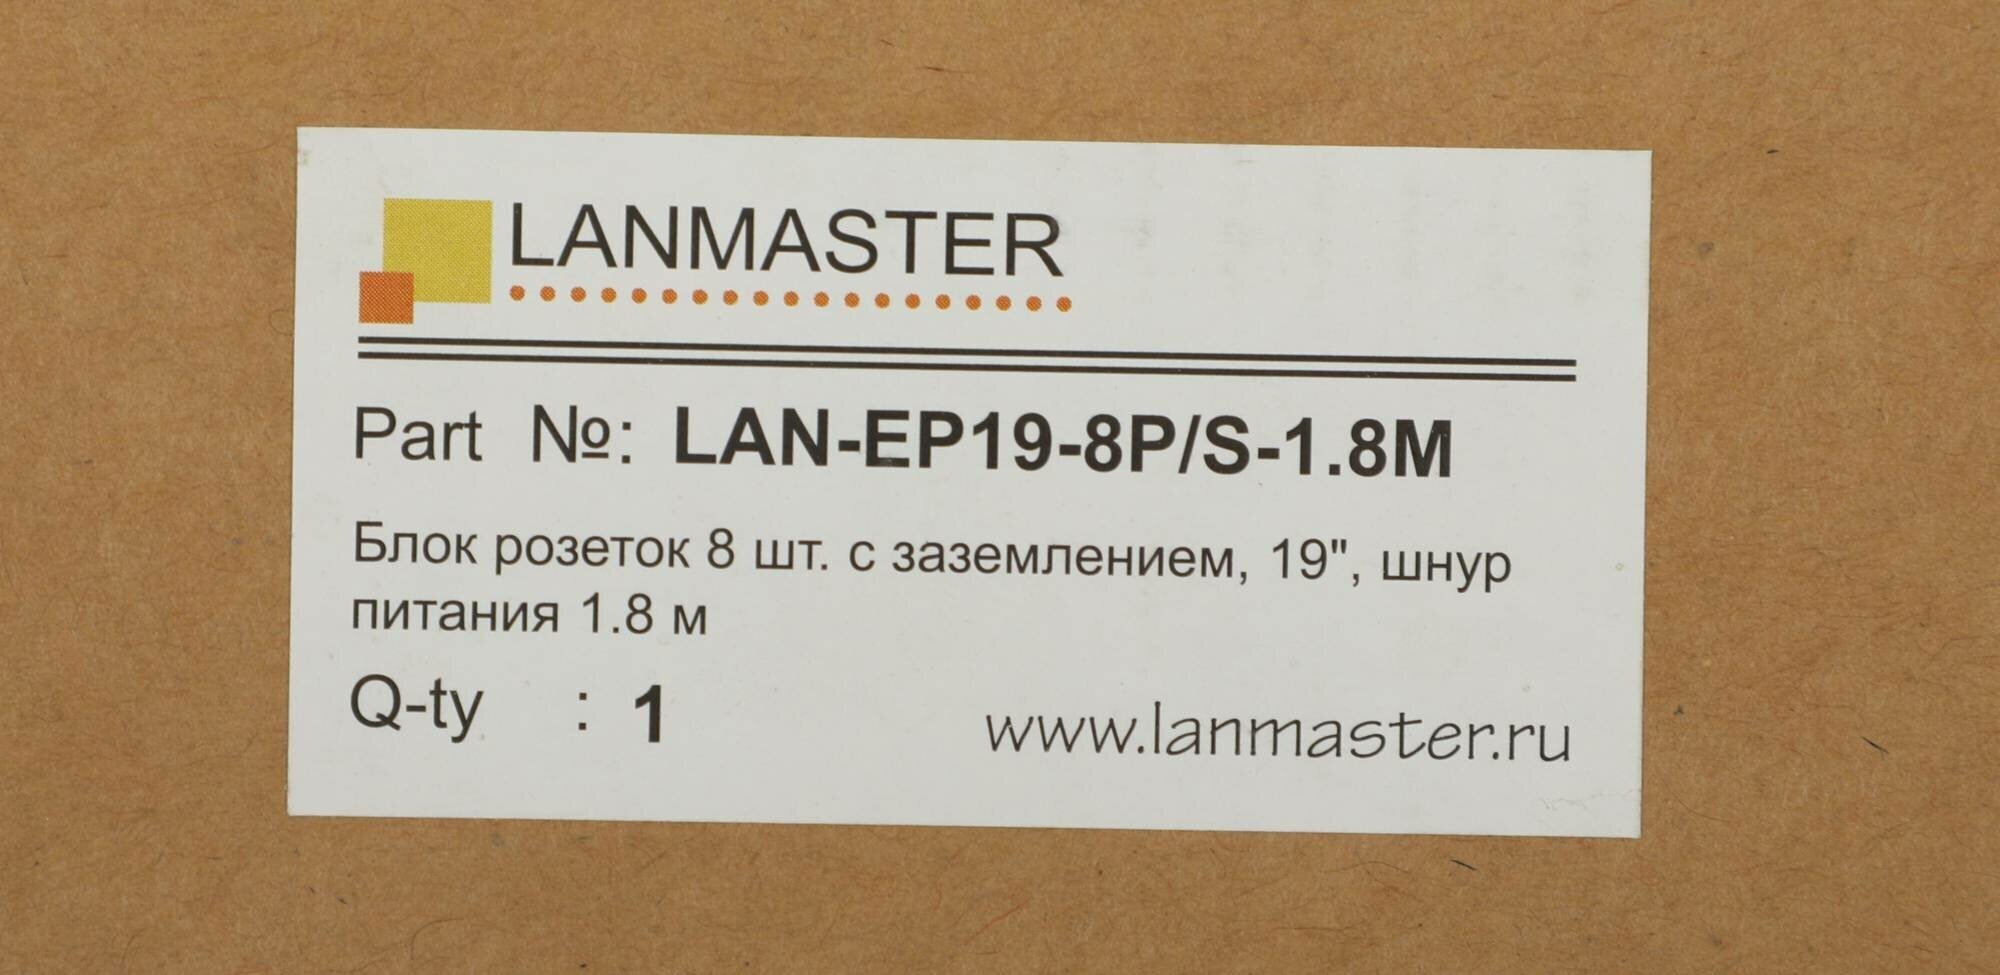 LANMASTER
Part №: LAN-EP19-8P/S-1.8M
Блок розеток 8 шт. с заземлением, 19", шнур
питания 1.8 м
Q-ty : 1
www.lanmaster.ru